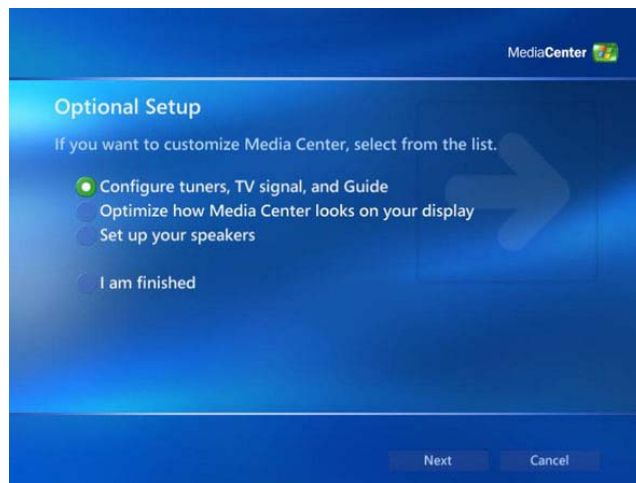 MediaCenter
Optional Setup
If you want to customize Media Center, select from the list.
Configure tuners, TV signal, and Guide
Optimize how Media Center looks on your display
Set up your speakers
I am finished
Next Cancel